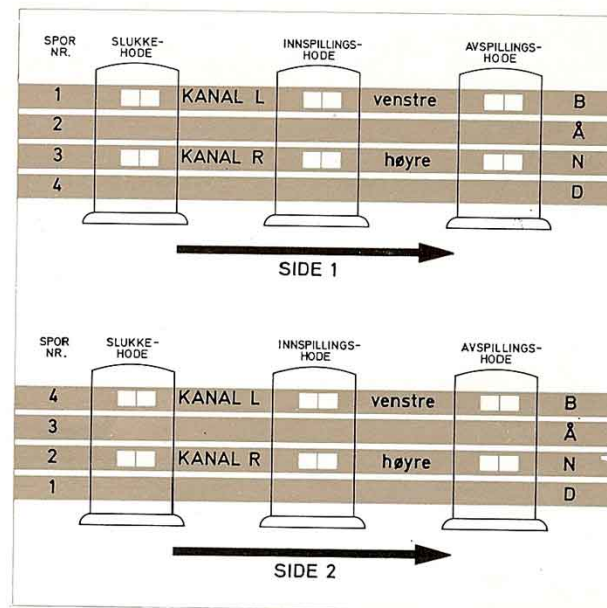 SPOR NR.
SLUKKE-HODE
INNSPILLINGS-HODE
AVSPILLINGS-HODE
1 KANAL L venstre B
2 Å
3 KANAL R høyre N
4 D
SIDE 1
SPOR NR.
SLUKKE-HODE
INNSPILLINGS-HODE
AVSPILLINGS-HODE
4 KANAL L venstre B
3 Å
2 KANAL R høyre N
1 D
SIDE 2